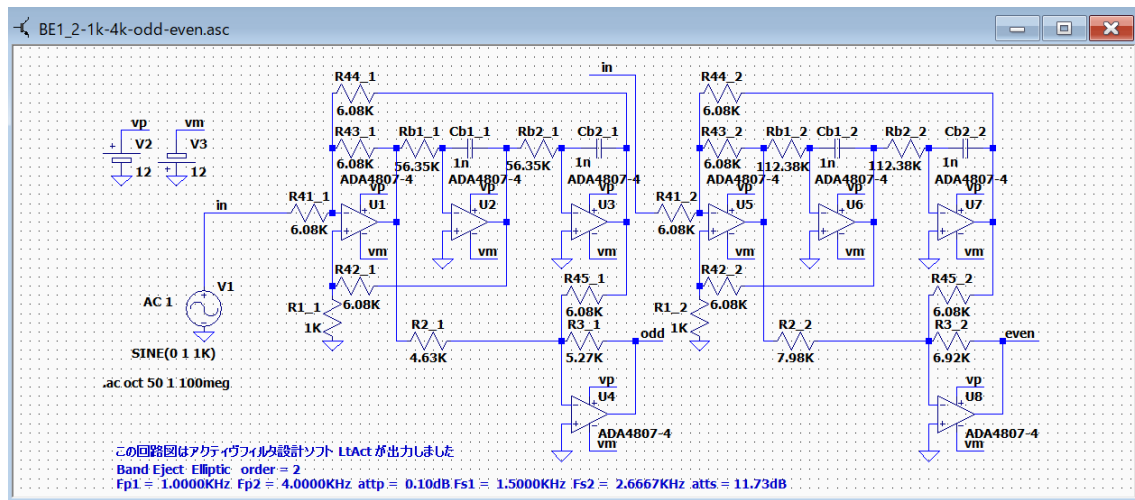 BE1_2-1k-4k-odd-even.asc
in
R44_1
6.08K
R44_2
6.08K
vp
V2
12
vm
V3
12
R43_1
6.08K
Rb1_1
56.35K
Cb1_1
1n
Rb2_1
56.35K
Cb2_1
1n
R43_2
6.08K
Rb1_2
112.38K
Cb1_2
1n
Rb2_2
112.38K
Cb2_2
1n
ADA4807-4
vp
U1
vm
ADA4807-4
vp
U2
vm
ADA4807-4
vp
U3
vm
ADA4807-4
vp
U5
vm
ADA4807-4
vp
U6
vm
ADA4807-4
vp
U7
vm
in
R41_1
6.08K
R41_2
6.08K
R42_1
6.08K
R45_1
6.08K
R42_2
6.08K
R45_2
6.08K
V1
AC 1
SINE(0 1 1K)
R1_1
1K
R2_1
4.63K
R3_1
5.27K
odd
R1_2
1K
R2_2
7.98K
R3_2
6.92K
even
.ac oct 50 1 100meg
vp
U4
ADA4807-4
vm
vp
U8
ADA4807-4
vm
この回路図はアクティヴフィルタ設計ソフト LtAct が出力しました
Band Eject Elliptic order = 2
Fp1 = 1.0000KHz Fp2 = 4.0000KHz attp = 0.10dB Fs1 = 1.5000KHz Fs2 = 2.6667KHz atts = 11.73dB